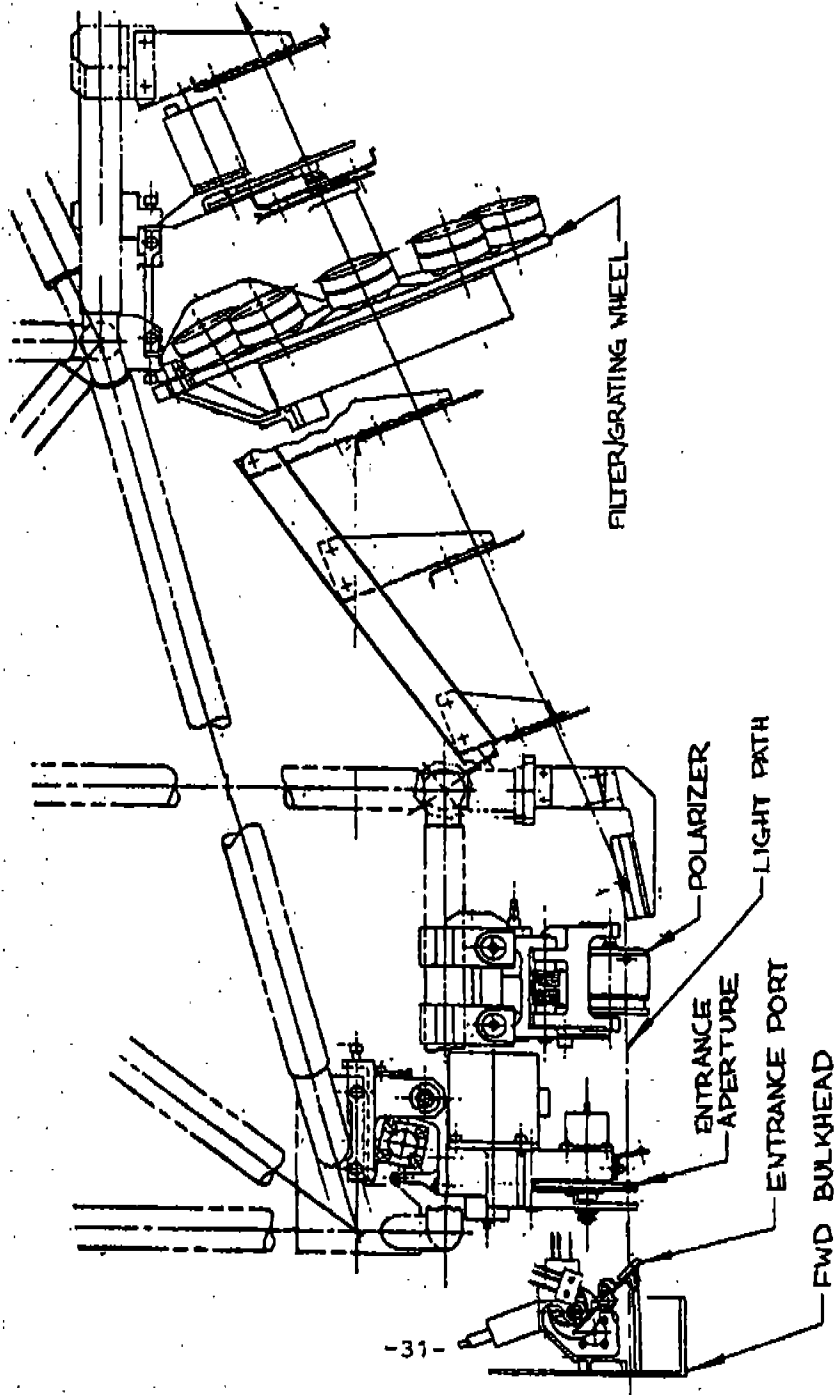 FILTER/GRATING WHEEL
POLARIZER
LIGHT PATH
ENTRANCE
APERTURE
ENTRANCE PORT
FWD BULKHEAD
-31-